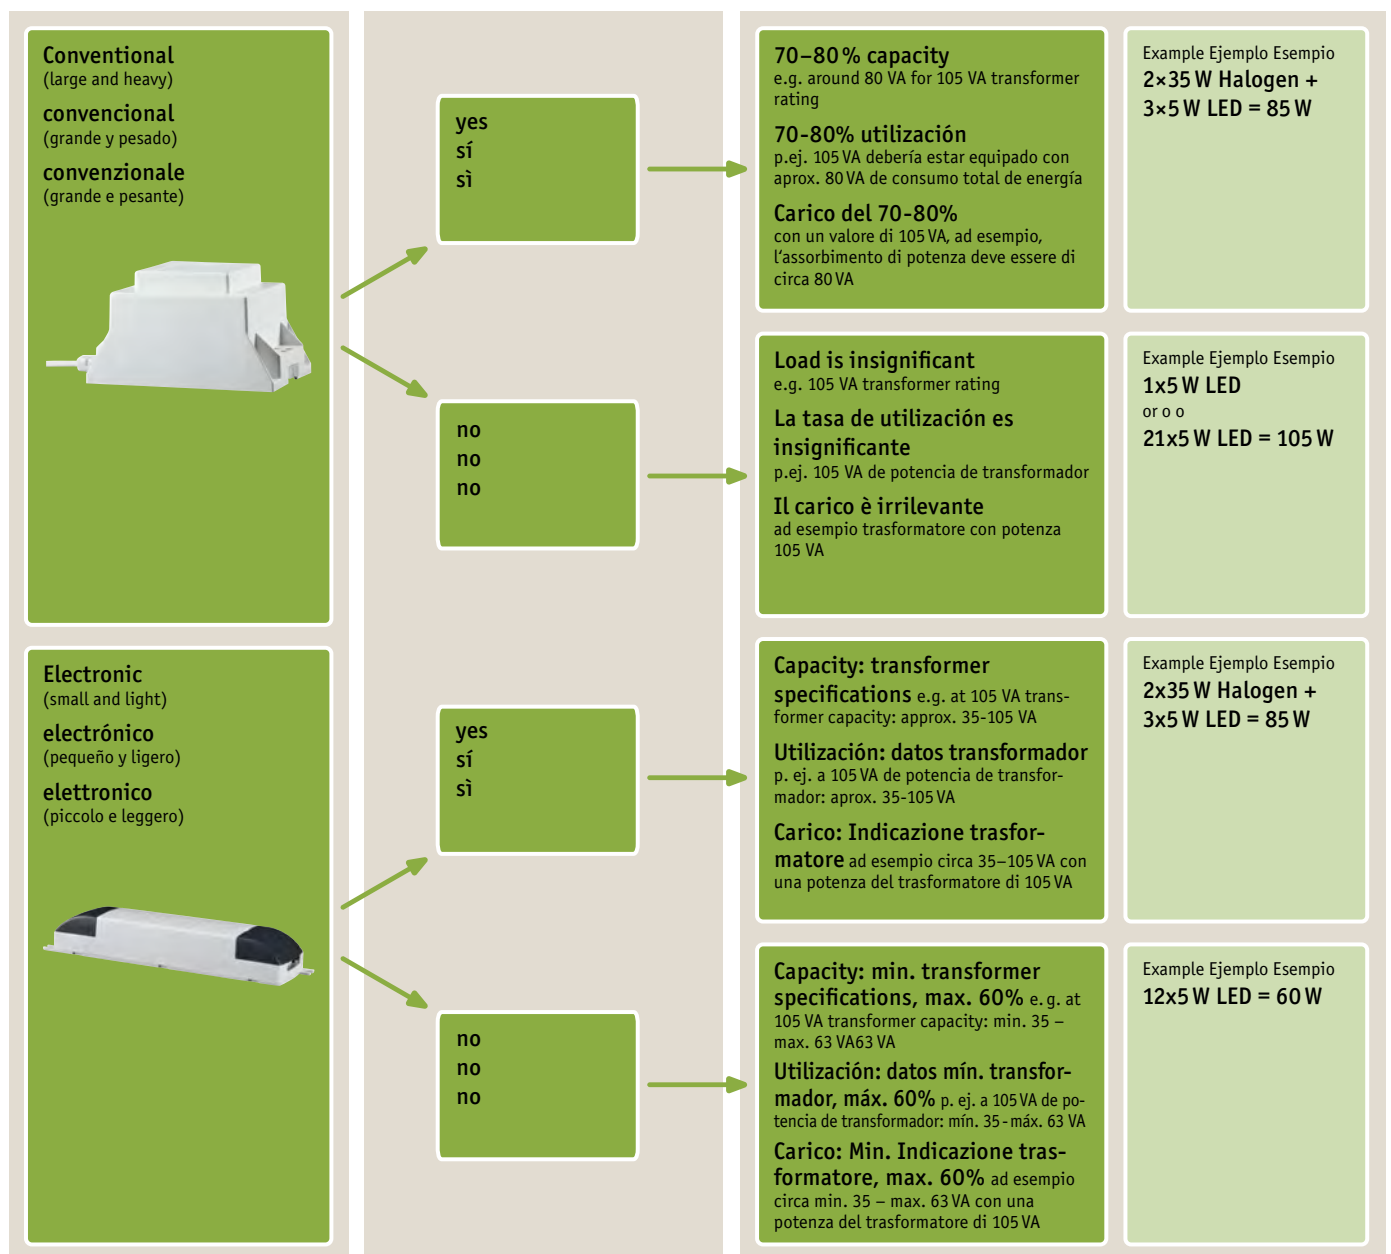 Conventional
(large and heavy)
convencional
(grande y pesado)
convenzionale
(grande e pesante)
yes
sí
sì
70–80% capacity
e.g. around 80 VA for 105 VA transformer
rating
70-80% utilización
p.ej. 105 VA debería estar equipado con
aprox. 80 VA de consumo total de energía
Carico del 70-80%
con un valore di 105 VA, ad esempio,
l‘assorbimento di potenza deve essere di
circa 80 VA
Example Ejemplo Esempio
2×35 W Halogen +
3×5 W LED = 85 W
no
no
no
Load is insignificant
e.g. 105 VA transformer rating
La tasa de utilización es
insignificante
p.ej. 105 VA de potencia de transformador
Il carico è irrilevante
ad esempio trasformatore con potenza
105 VA
Example Ejemplo Esempio
1x5 W LED
or o o
21x5 W LED = 105 W
Electronic
(small and light)
electrónico
(pequeño y ligero)
elettronico
(piccolo e leggero)
yes
sí
sì
Capacity: transformer
specifications e.g. at 105 VA trans-
former capacity: approx. 35-105 VA
Utilización: datos transformador
p. ej. a 105 VA de potencia de transfor-
mador: aprox. 35-105 VA
Carico: Indicazione trasfor-
matore ad esempio circa 35–105 VA con
una potenza del trasformatore di 105 VA
Example Ejemplo Esempio
2x35 W Halogen +
3x5 W LED = 85 W
no
no
no
Capacity: min. transformer
specifications, max. 60% e. g. at
105 VA transformer capacity: min. 35 –
max. 63 VA63 VA
Utilización: datos mín. transfor-
mador, máx. 60% p. ej. a 105 VA de po-
tencia de transformador: mín. 35 - máx. 63 VA
Carico: Min. Indicazione tras-
formatore, max. 60% ad esempio
circa min. 35 – max. 63 VA con una
potenza del trasformatore di 105 VA
Example Ejemplo Esempio
12x5 W LED = 60 W